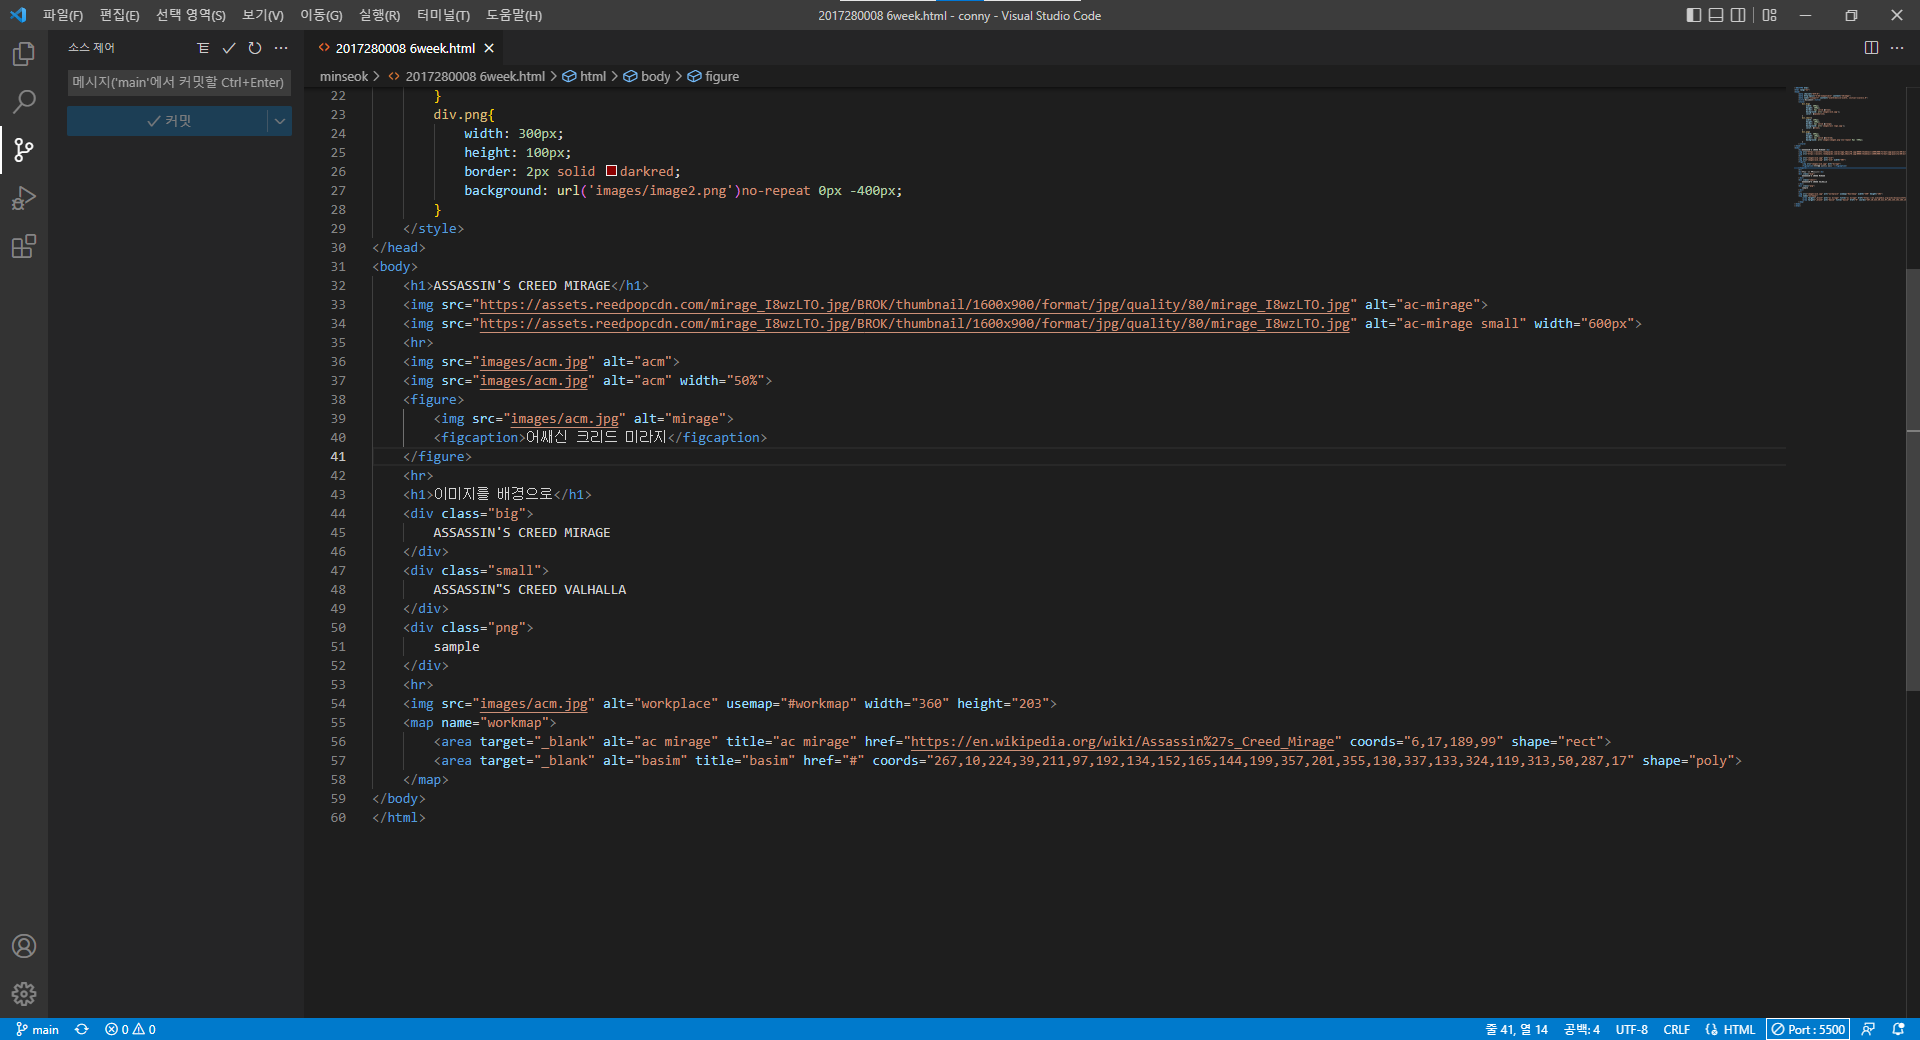 파일(F) 편집(E) 선택 영역(S) 보기(V) 이동(G) 실행(R) 터미널(T) 도움말(H)
2017280008 6week.html - conny - Visual Studio Code
소스 제어
메시지('main'에서 커밋할 Ctrl+Enter)
커밋
2017280008 6week.html
minseok > 2017280008 6week.html > html > body > figure
22 }
23 div.png{
24 width: 300px;
25 height: 100px;
26 border: 2px solid darkred;
27 background: url('images/image2.png')no-repeat 0px -400px;
28 }
29 </style>
30 </head>
31 <body>
32 <h1>ASSASSIN'S CREED MIRAGE</h1>
33 <img src="https://assets.reedpopcdn.com/mirage_I8wzLTO.jpg/BROK/thumbnail/1600x900/format/jpg/quality/80/mirage_I8wzLTO.jpg" alt="ac-mirage">
34 <img src="https://assets.reedpopcdn.com/mirage_I8wzLTO.jpg/BROK/thumbnail/1600x900/format/jpg/quality/80/mirage_I8wzLTO.jpg" alt="ac-mirage small" width="600px">
35 <hr>
36 <img src="images/acm.jpg" alt="acm">
37 <img src="images/acm.jpg" alt="acm" width="50%">
38 <figure>
39 <img src="images/acm.jpg" alt="mirage">
40 <figcaption>어쌔신 크리드 미라지</figcaption>
41 </figure>
42 <hr>
43 <h1>이미지를 배경으로</h1>
44 <div class="big">
45 ASSASSIN'S CREED MIRAGE
46 </div>
47 <div class="small">
48 ASSASSIN"S CREED VALHALLA
49 </div>
50 <div class="png">
51 sample
52 </div>
53 <hr>
54 <img src="images/acm.jpg" alt="workplace" usemap="#workmap" width="360" height="203">
55 <map name="workmap">
56 <area target="_blank" alt="ac mirage" title="ac mirage" href="https://en.wikipedia.org/wiki/Assassin%27s_Creed_Mirage" coords="6,17,189,99" shape="rect">
57 <area target="_blank" alt="basim" title="basim" href="#" coords="267,10,224,39,211,97,192,134,152,165,144,199,357,201,355,130,337,133,324,119,313,50,287,17" shape="poly">
58 </map>
59 </body>
60 </html>
main 0 0 줄 41, 열 14 공백: 4 UTF-8 CRLF HTML Port : 5500